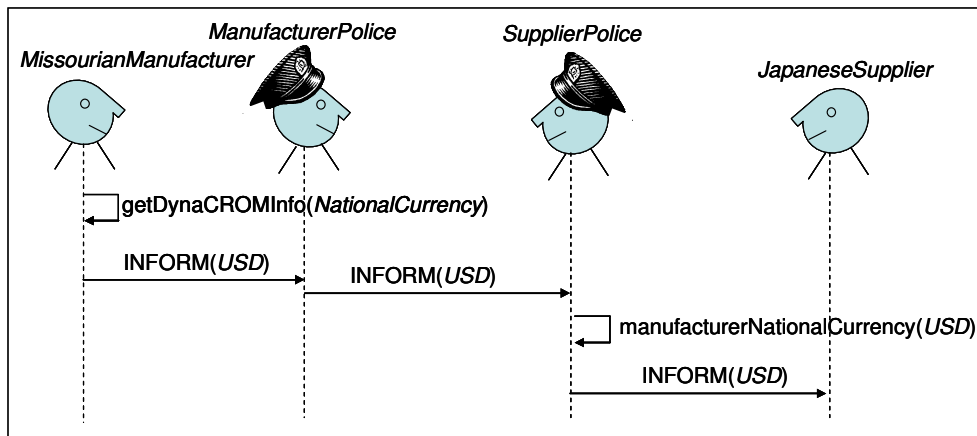 ManufacturerPolice
SupplierPolice
MissourianManufacturer
JapaneseSupplier
getDynaCROMInfo(NationalCurrency)
INFORM(USD)
INFORM(USD)
manufacturerNationalCurrency(USD)
INFORM(USD)